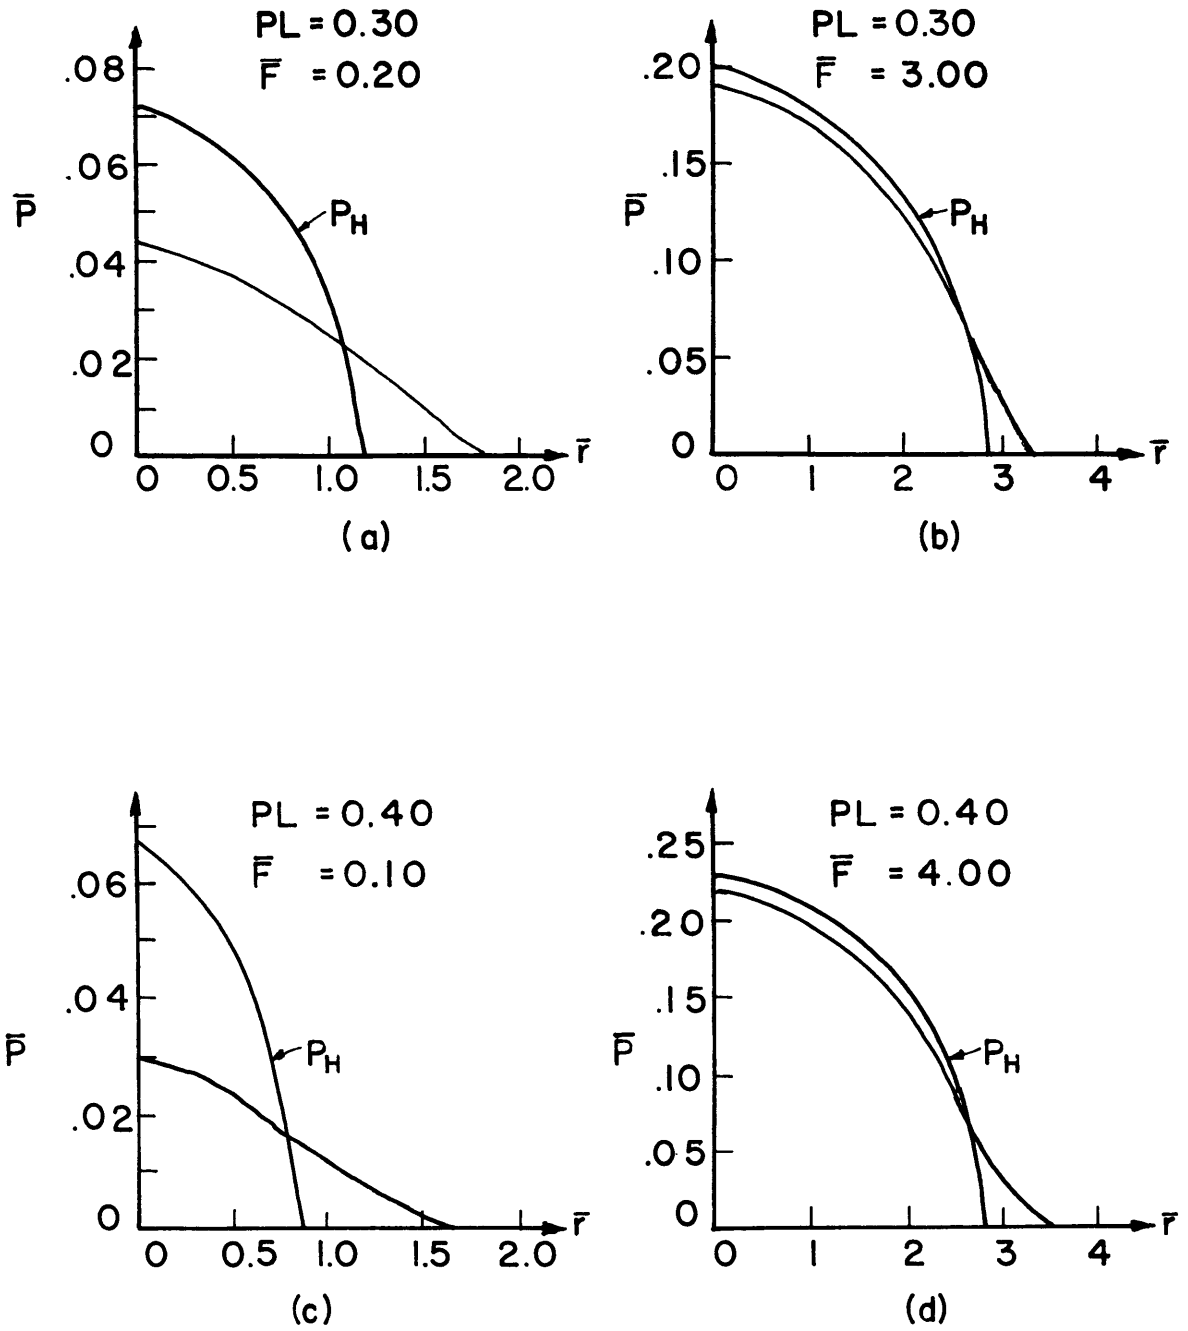 PL = 0.30
F̅ = 0.20
.08
.06
P̅
P_H
.04
.02
0
r̅
0 0.5 1.0 1.5 2.0
(a)
PL = 0.30
F̅ = 3.00
.20
.15
P̅
P_H
.10
.05
0
r̅
0 1 2 3 4
(b)
PL = 0.40
F̅ = 0.10
.06
.04
P̅
P_H
.02
0
r̅
0 0.5 1.0 1.5 2.0
(c)
PL = 0.40
F̅ = 4.00
.25
.20
.15
P̅
P_H
.10
.05
0
r̅
0 1 2 3 4
(d)